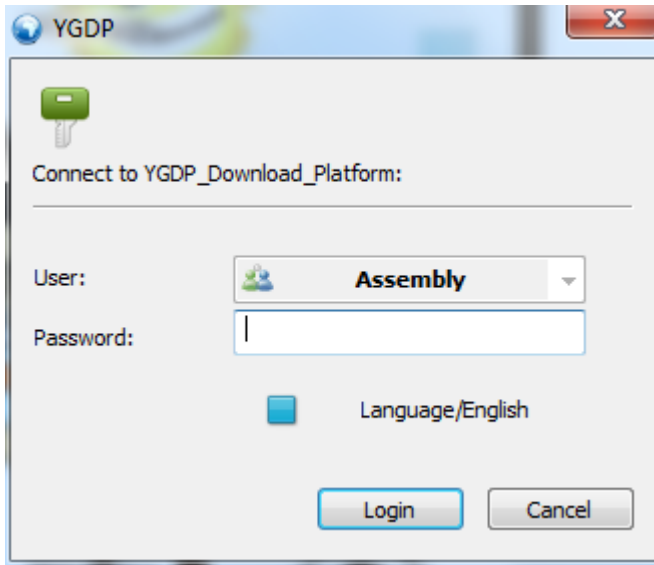 YGDP
Connect to YGDP_Download_Platform:
User: Assembly
Password:
Language/English
Login Cancel